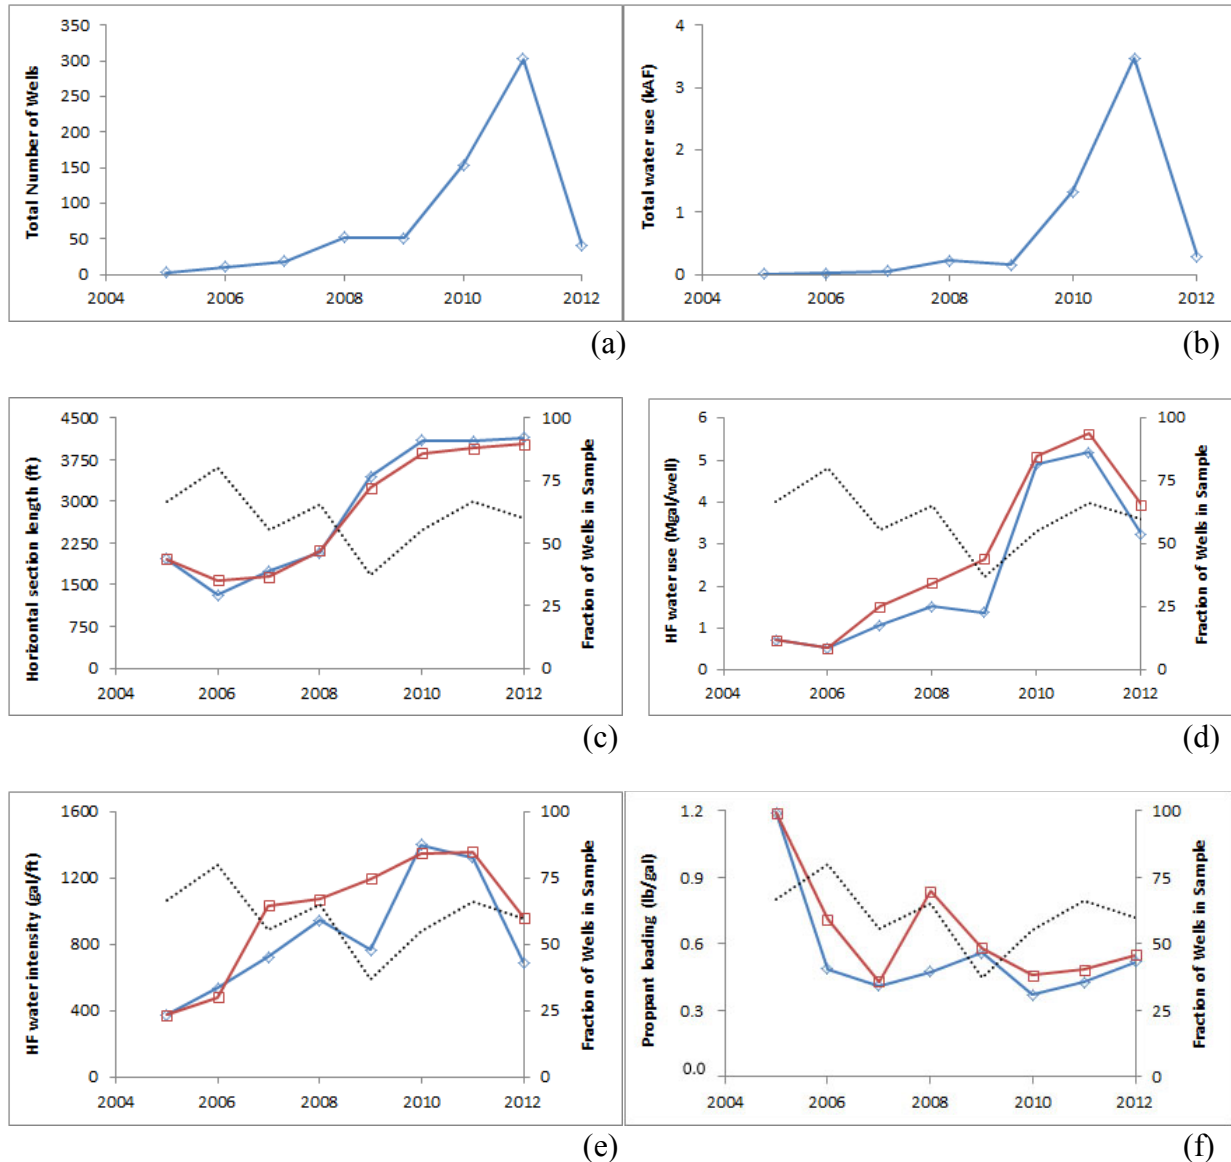 Total Number of Wells
350
300
250
200
150
100
50
0
2004 2006 2008 2010 2012
(a)
Total water use (kAF)
4
3
2
1
0
2004 2006 2008 2010 2012
(b)
Horizontal section length (ft)
4500
3750
3000
2250
1500
750
0
2004 2006 2008 2010 2012
100
75
50
25
0
Fraction of Wells in Sample
(c)
HF water use (Mgal/well)
6
5
4
3
2
1
0
2004 2006 2008 2010 2012
100
75
50
25
0
Fraction of Wells in Sample
(d)
HF water intensity (gal/ft)
1600
1200
800
400
0
2004 2006 2008 2010 2012
100
75
50
25
0
Fraction of Wells in Sample
(e)
Proppant loading (lb/gal)
1.2
0.9
0.6
0.3
0.0
2004 2006 2008 2010 2012
100
75
50
25
0
Fraction of Wells in Sample
(f)